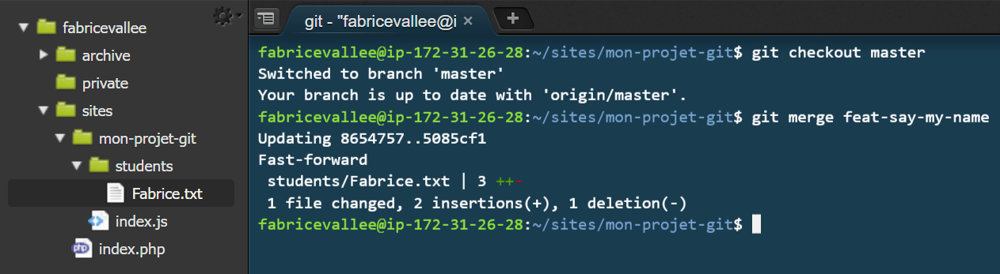 fabricevallee
archive
private
sites
mon-projet-git
students
Fabrice.txt
index.js
php index.php
git - "fabricevallee@i × +
fabricevallee@ip-172-31-26-28:~/sites/mon-projet-git$ git checkout master
Switched to branch 'master'
Your branch is up to date with 'origin/master'.
fabricevallee@ip-172-31-26-28:~/sites/mon-projet-git$ git merge feat-say-my-name
Updating 8654757..5085cf1
Fast-forward
 students/Fabrice.txt | 3 ++-
 1 file changed, 2 insertions(+), 1 deletion(-)
fabricevallee@ip-172-31-26-28:~/sites/mon-projet-git$